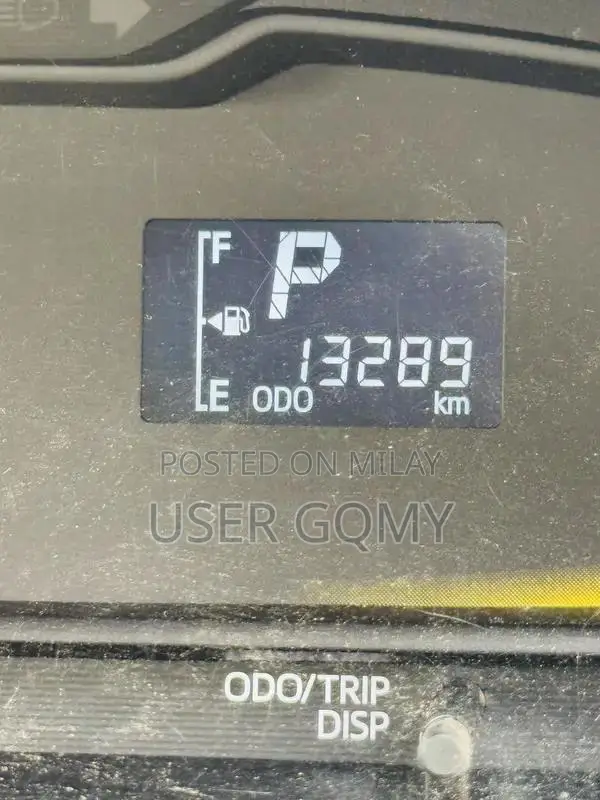 F
P
13289
E ODO km
POSTED ON MILAY
USER GQMY
ODO/TRIP
DISP